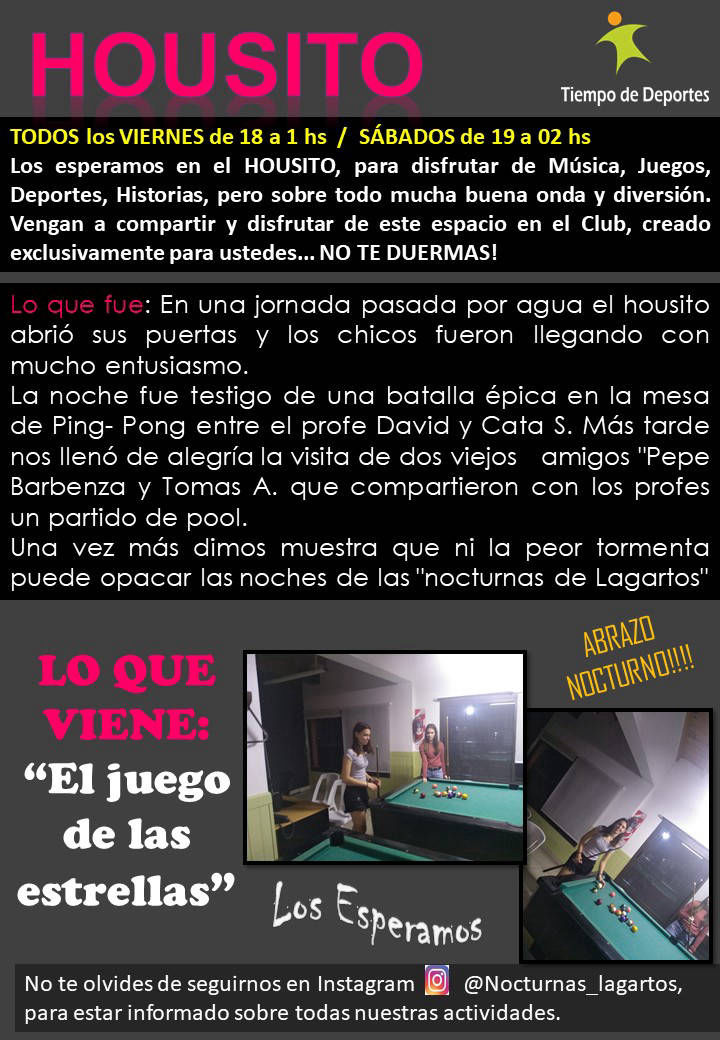 HOUSITO
Tiempo de Deportes
TODOS los VIERNES de 18 a 1 hs / SÁBADOS de 19 a 02 hs
Los esperamos en el HOUSITO, para disfrutar de Música, Juegos,
Deportes, Historias, pero sobre todo mucha buena onda y diversión.
Vengan a compartir y disfrutar de este espacio en el Club, creado
exclusivamente para ustedes... NO TE DUERMAS!
Lo que fue: En una jornada pasada por agua el housito
abrió sus puertas y los chicos fueron llegando con
mucho entusiasmo.
La noche fue testigo de una batalla épica en la mesa
de Ping- Pong entre el profe David y Cata S. Más tarde
nos llenó de alegría la visita de dos viejos amigos "Pepe
Barbenza y Tomas A. que compartieron con los profes
un partido de pool.
Una vez más dimos muestra que ni la peor tormenta
puede opacar las noches de las "nocturnas de Lagartos"
ABRAZO
NOCTURNO!!!!
LO QUE
VIENE:
“El juego
de las
estrellas”
Los Esperamos
No te olvides de seguirnos en Instagram @Nocturnas_lagartos,
para estar informado sobre todas nuestras actividades.